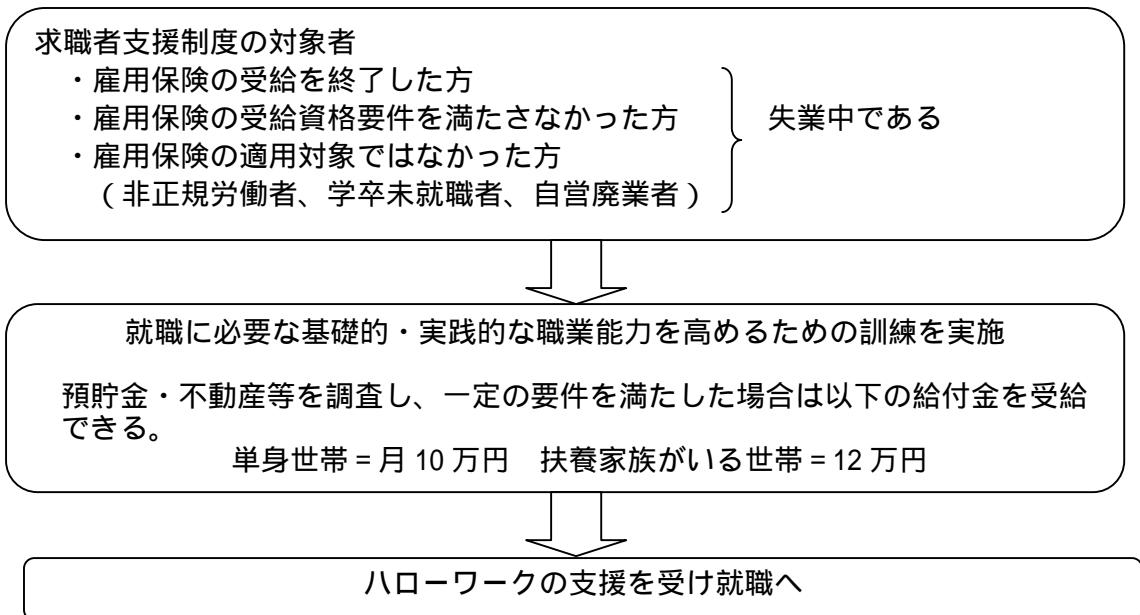 求職者支援制度の対象者
・雇用保険の受給を終了した方
・雇用保険の受給資格要件を満たさなかった方
失業中である
・雇用保険の適用対象ではなかった方
（非正規労働者、学卒未就職者、自営廃業者）
就職に必要な基礎的・実践的な職業能力を高めるための訓練を実施
預貯金・不動産等を調査し、一定の要件を満たした場合は以下の給付金を受給
できる。
単身世帯＝月 10 万円　扶養家族がいる世帯＝12 万円
ハローワークの支援を受け就職へ